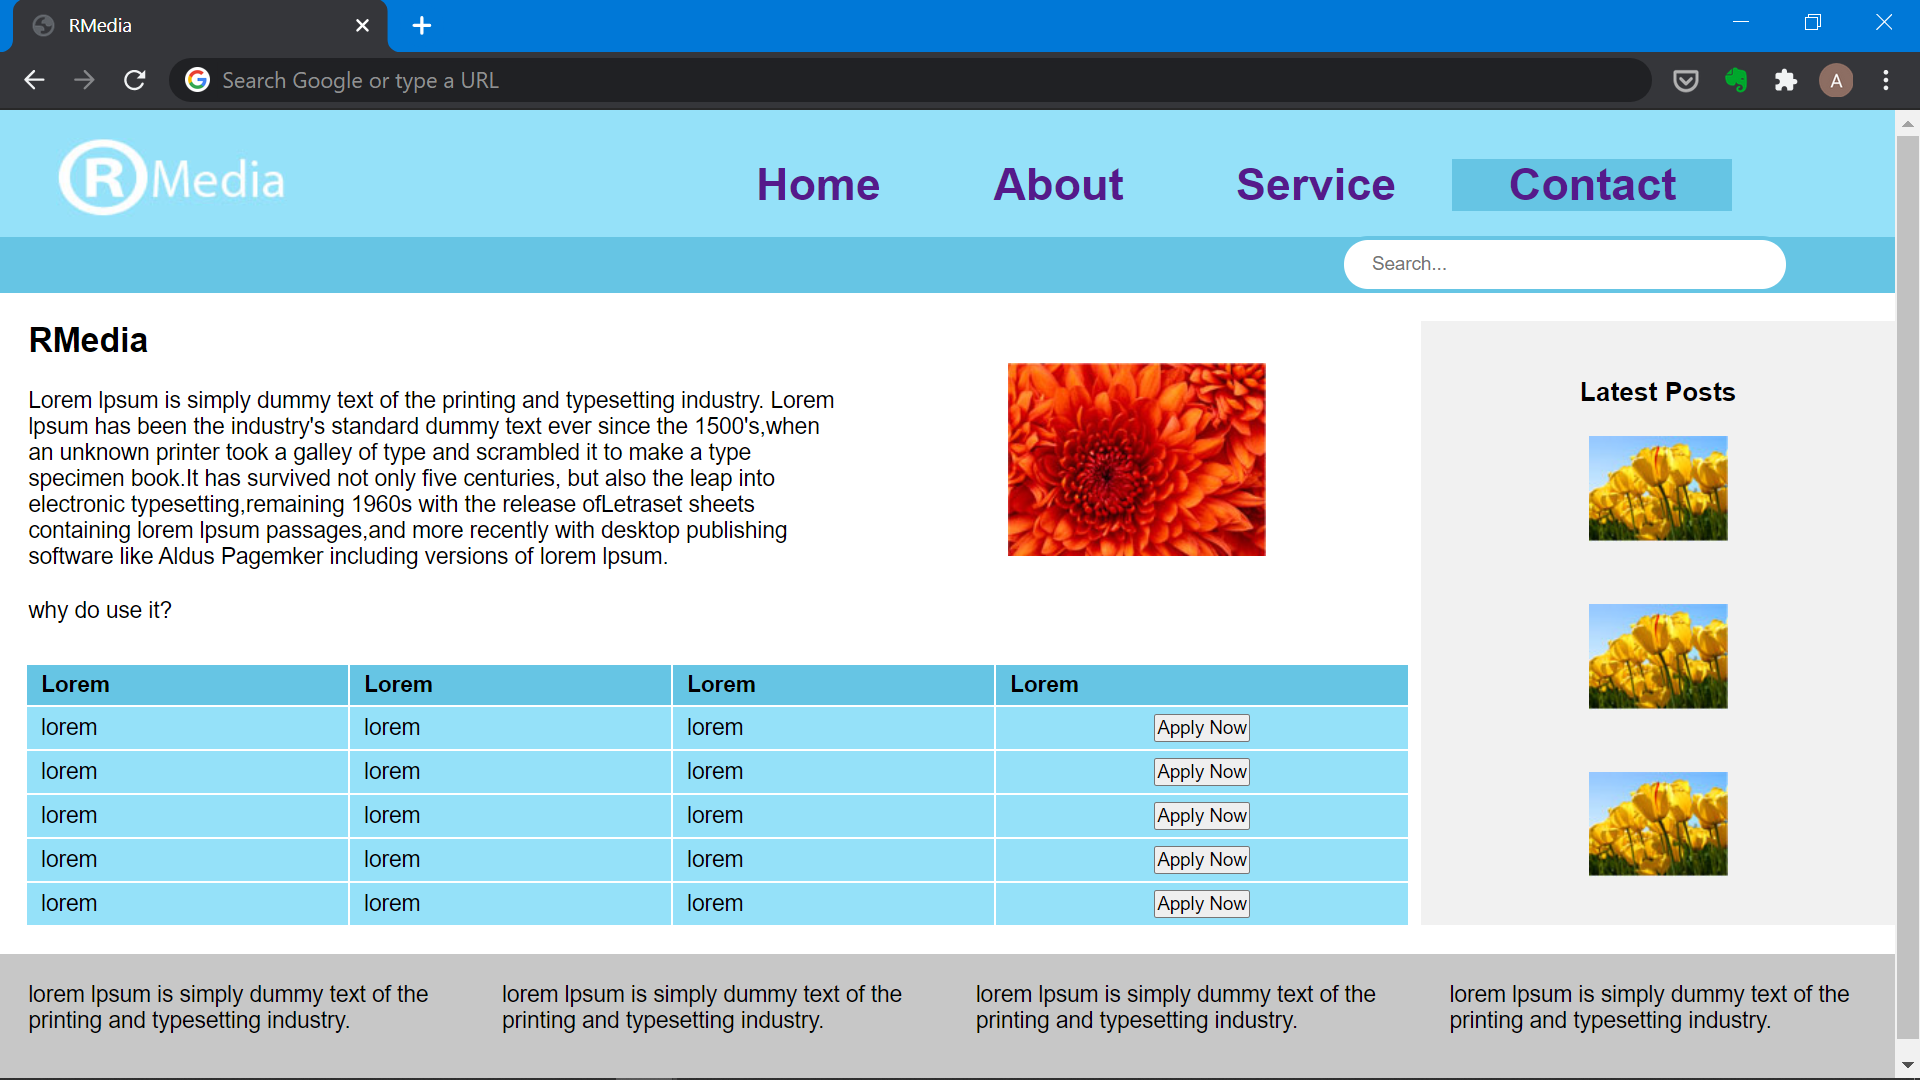 RMedia
Search Google or type a URL
A
R Media
Home About Service Contact
Search...
RMedia
Lorem Ipsum is simply dummy text of the printing and typesetting industry. Lorem
Ipsum has been the industry's standard dummy text ever since the 1500's,when
an unknown printer took a galley of type and scrambled it to make a type
specimen book.It has survived not only five centuries, but also the leap into
electronic typesetting,remaining 1960s with the release ofLetraset sheets
containing lorem Ipsum passages,and more recently with desktop publishing
software like Aldus Pagemker including versions of lorem Ipsum.
why do use it?
Lorem Lorem Lorem Lorem
lorem lorem lorem Apply Now
lorem lorem lorem Apply Now
lorem lorem lorem Apply Now
lorem lorem lorem Apply Now
lorem lorem lorem Apply Now
Latest Posts
lorem Ipsum is simply dummy text of the
printing and typesetting industry.
lorem Ipsum is simply dummy text of the
printing and typesetting industry.
lorem Ipsum is simply dummy text of the
printing and typesetting industry.
lorem Ipsum is simply dummy text of the
printing and typesetting industry.